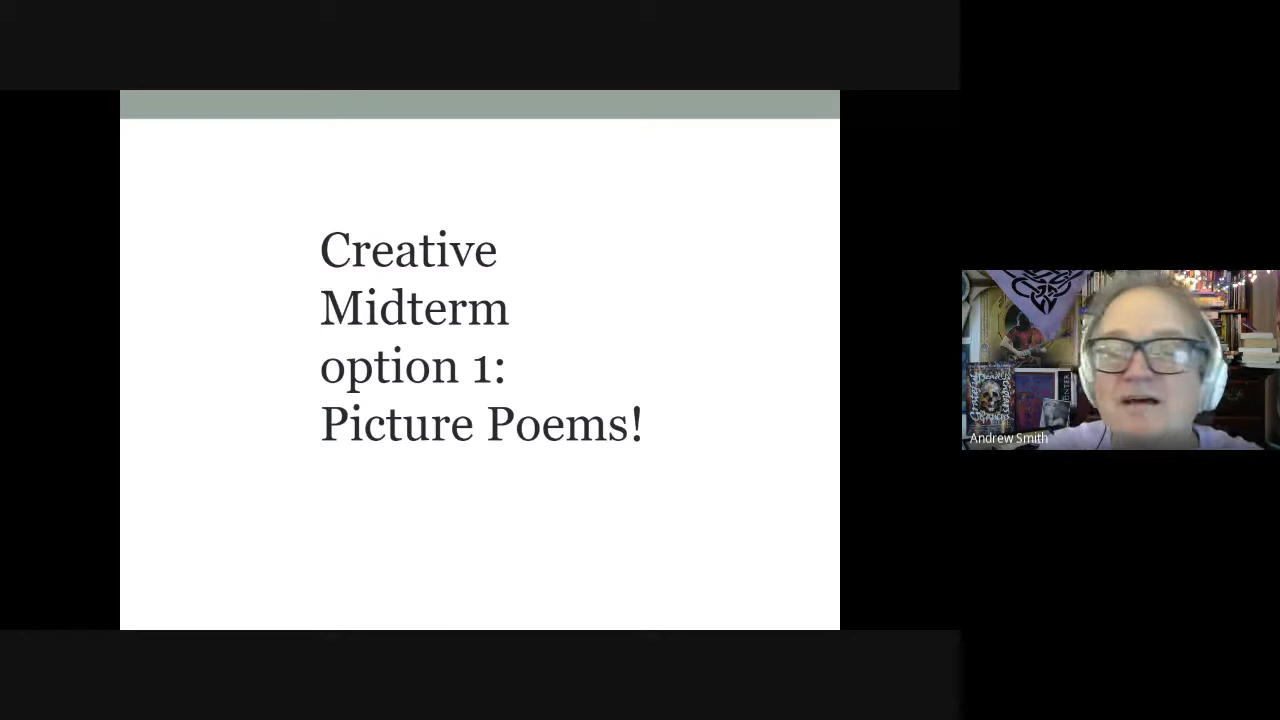 Creative
Midterm
option 1:
Picture Poems!
Andrew Smith